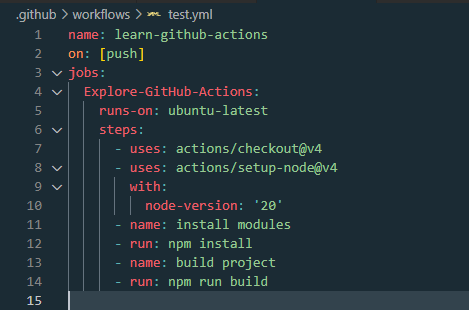 .github > workflows > test.yml
1 name: learn-github-actions
2 on: [push]
3 jobs:
4   Explore-GitHub-Actions:
5     runs-on: ubuntu-latest
6     steps:
7       - uses: actions/checkout@v4
8       - uses: actions/setup-node@v4
9         with:
10           node-version: '20'
11       - name: install modules
12       - run: npm install
13       - name: build project
14       - run: npm run build
15